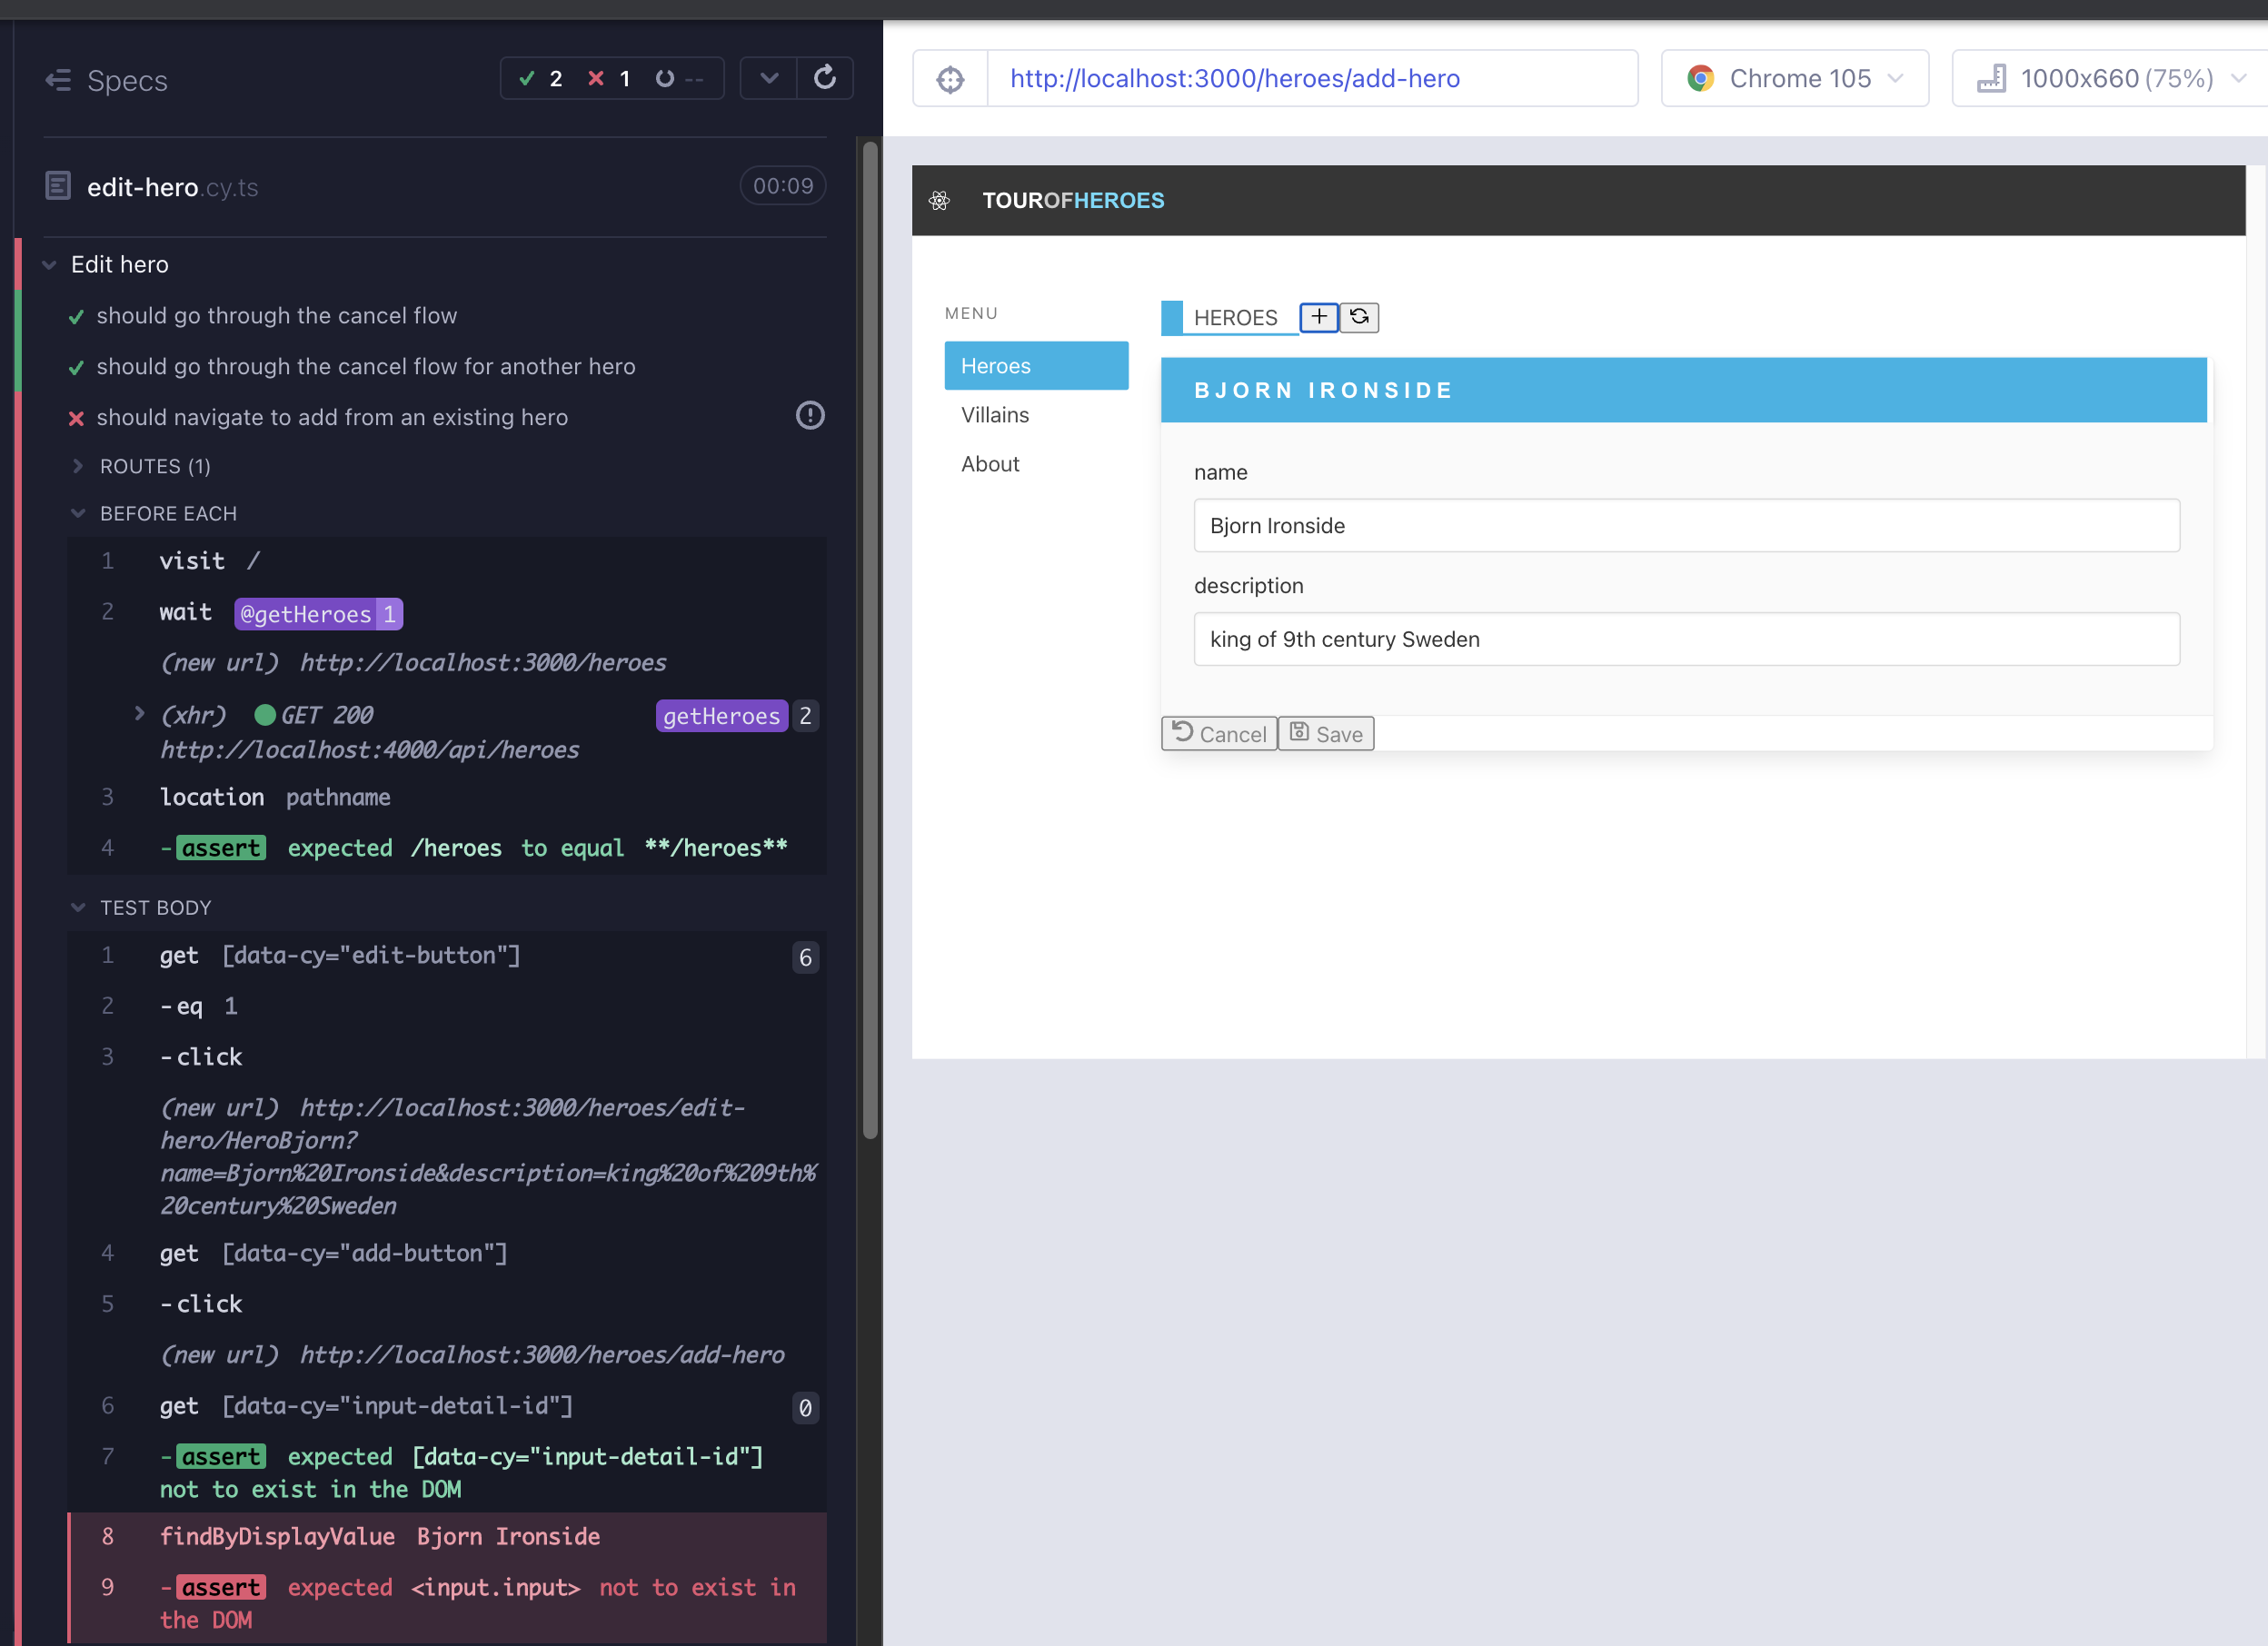 Specs
2 1 --
edit-hero.cy.ts
00:09
Edit hero
should go through the cancel flow
should go through the cancel flow for another hero
should navigate to add from an existing hero
ROUTES (1)
BEFORE EACH
1 visit /
2 wait @getHeroes 1
(new url) http://localhost:3000/heroes
(xhr) GET 200 getHeroes 2
http://localhost:4000/api/heroes
3 location pathname
4 -assert expected /heroes to equal **/heroes**
TEST BODY
1 get [data-cy="edit-button"] 6
2 -eq 1
3 -click
(new url) http://localhost:3000/heroes/edit-
hero/HeroBjorn?
name=Bjorn%20Ironside&description=king%20of%209th%
20century%20Sweden
4 get [data-cy="add-button"]
5 -click
(new url) http://localhost:3000/heroes/add-hero
6 get [data-cy="input-detail-id"] 0
7 -assert expected [data-cy="input-detail-id"]
not to exist in the DOM
8 findByDisplayValue Bjorn Ironside
9 -assert expected <input.input> not to exist in
the DOM
http://localhost:3000/heroes/add-hero
Chrome 105
1000x660 (75%)
TOUROFHEROES
MENU
Heroes
Villains
About
HEROES
BJORN IRONSIDE
name
Bjorn Ironside
description
king of 9th century Sweden
Cancel Save